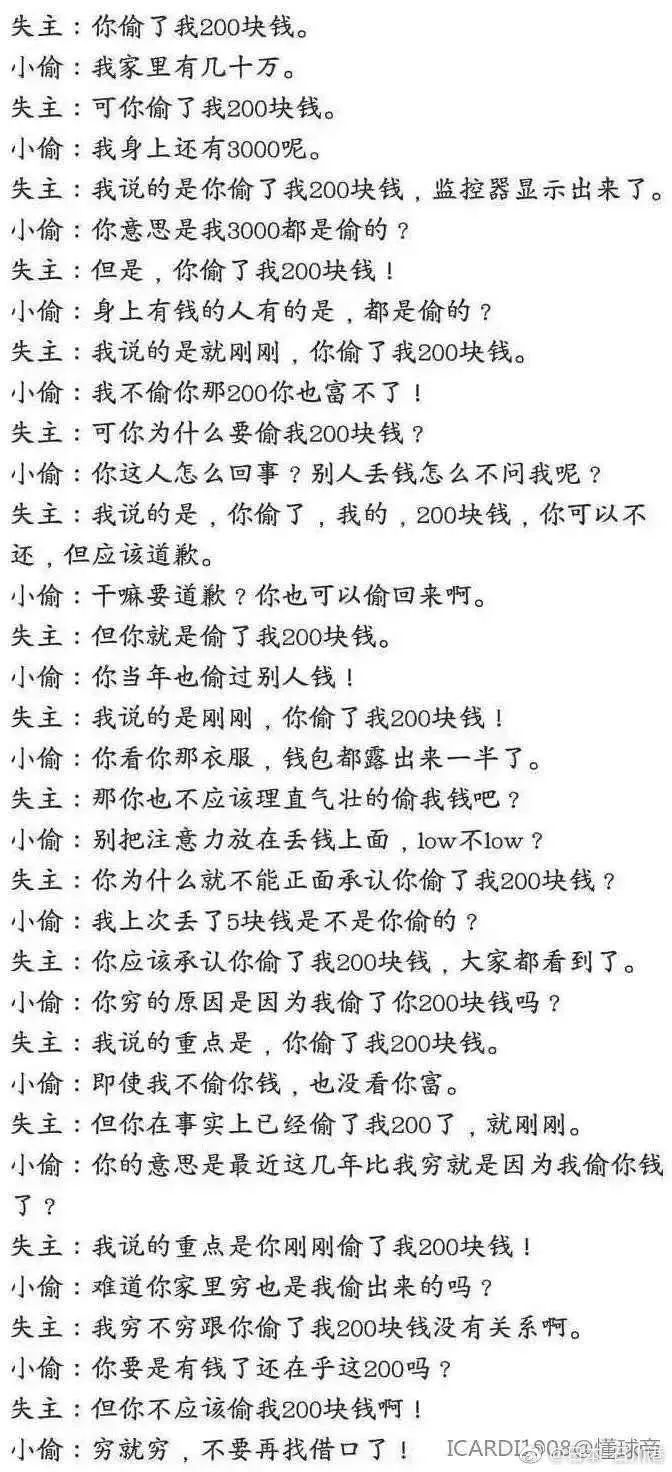 失主：你偷了我200块钱。
小偷：我家里有几十万。
失主：可你偷了我200块钱。
小偷：我身上还有3000呢。
失主：我说的是你偷了我200块钱，监控器显示出来了。
小偷：你意思是我3000都是偷的？
失主：但是，你偷了我200块钱！
小偷：身上有钱的人有的是，都是偷的？
失主：我说的是就刚刚，你偷了我200块钱。
小偷：我不偷你那200你也富不了！
失主：可你为什么要偷我200块钱？
小偷：你这人怎么回事？别人丢钱怎么不问我呢？
失主：我说的是，你偷了，我的，200块钱，你可以不
还，但应该道歉。
小偷：干嘛要道歉？你也可以偷回来啊。
失主：但你就是偷了我200块钱。
小偷：你当年也偷过别人钱！
失主：我说的是刚刚，你偷了我200块钱！
小偷：你看你那衣服，钱包都露出来一半了。
失主：那你也不应该理直气壮的偷我钱吧？
小偷：别把注意力放在丢钱上面，low不low？
失主：你为什么就不能正面承认你偷了我200块钱？
小偷：我上次丢了5块钱是不是你偷的？
失主：你应该承认你偷了我200块钱，大家都看到了。
小偷：你穷的原因是因为我偷了你200块钱吗？
失主：我说的重点是，你偷了我200块钱。
小偷：即使我不偷你钱，也没看你富。
失主：但你在事实上已经偷了我200了，就刚刚。
小偷：你的意思是最近这几年比我穷就是因为我偷你钱
了？
失主：我说的重点是你刚刚偷了我200块钱！
小偷：难道你家里穷也是我偷出来的吗？
失主：我穷不穷跟你偷了我200块钱没有关系啊。
小偷：你要是有钱了还在乎这200吗？
失主：但你不应该偷我200块钱啊！
小偷：穷就穷，不要再找借口了！
ICARDI1908@懂球帝